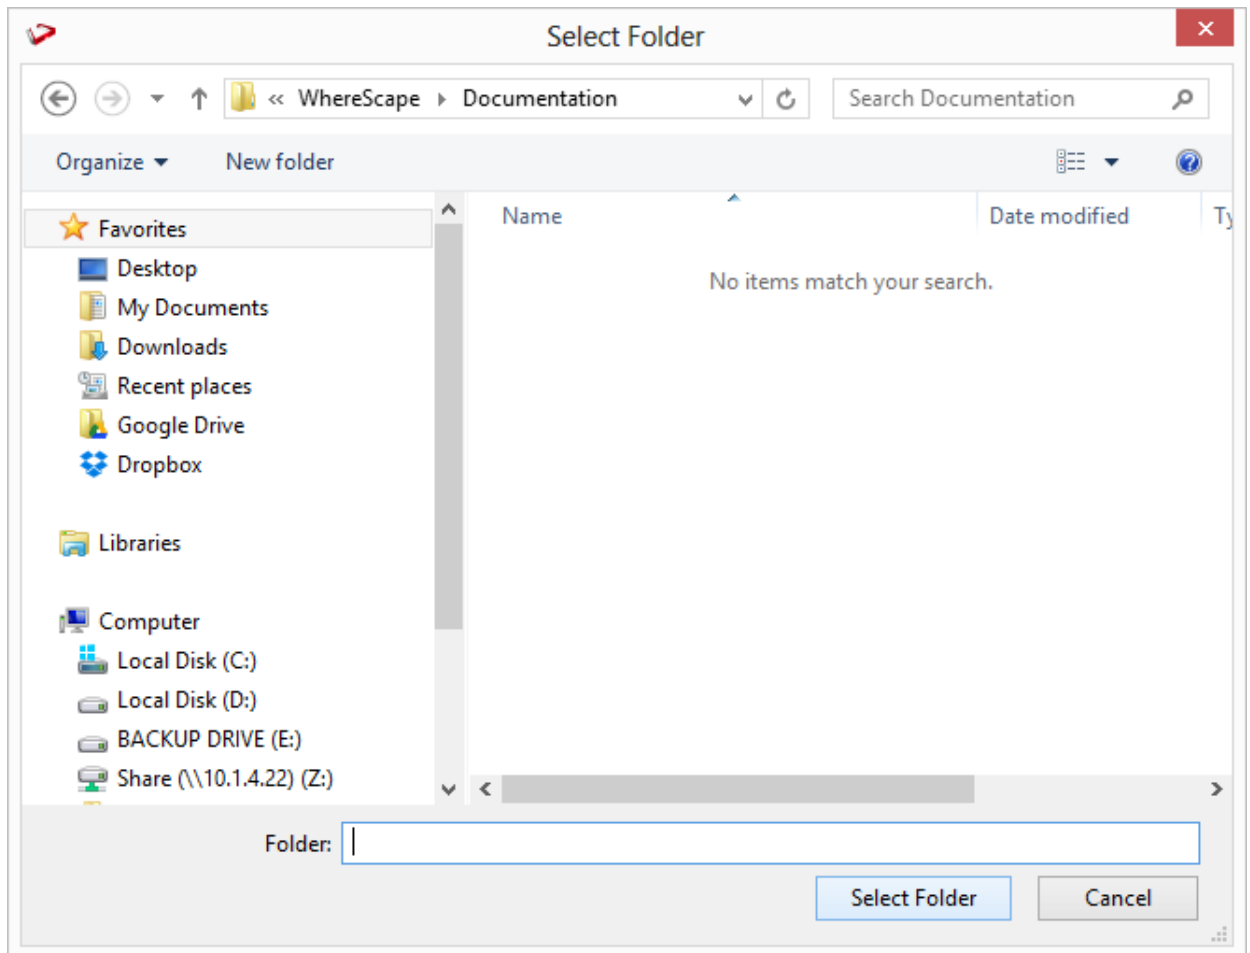 Select Folder
« WhereScape Documentation
Search Documentation
Organize New folder
Name Date modified Ty
No items match your search.
Favorites
Desktop
My Documents
Downloads
Recent places
Google Drive
Dropbox
Libraries
Computer
Local Disk (C:)
Local Disk (D:)
BACKUP DRIVE (E:)
Share (\\10.1.4.22) (Z:)
Folder:
Select Folder Cancel